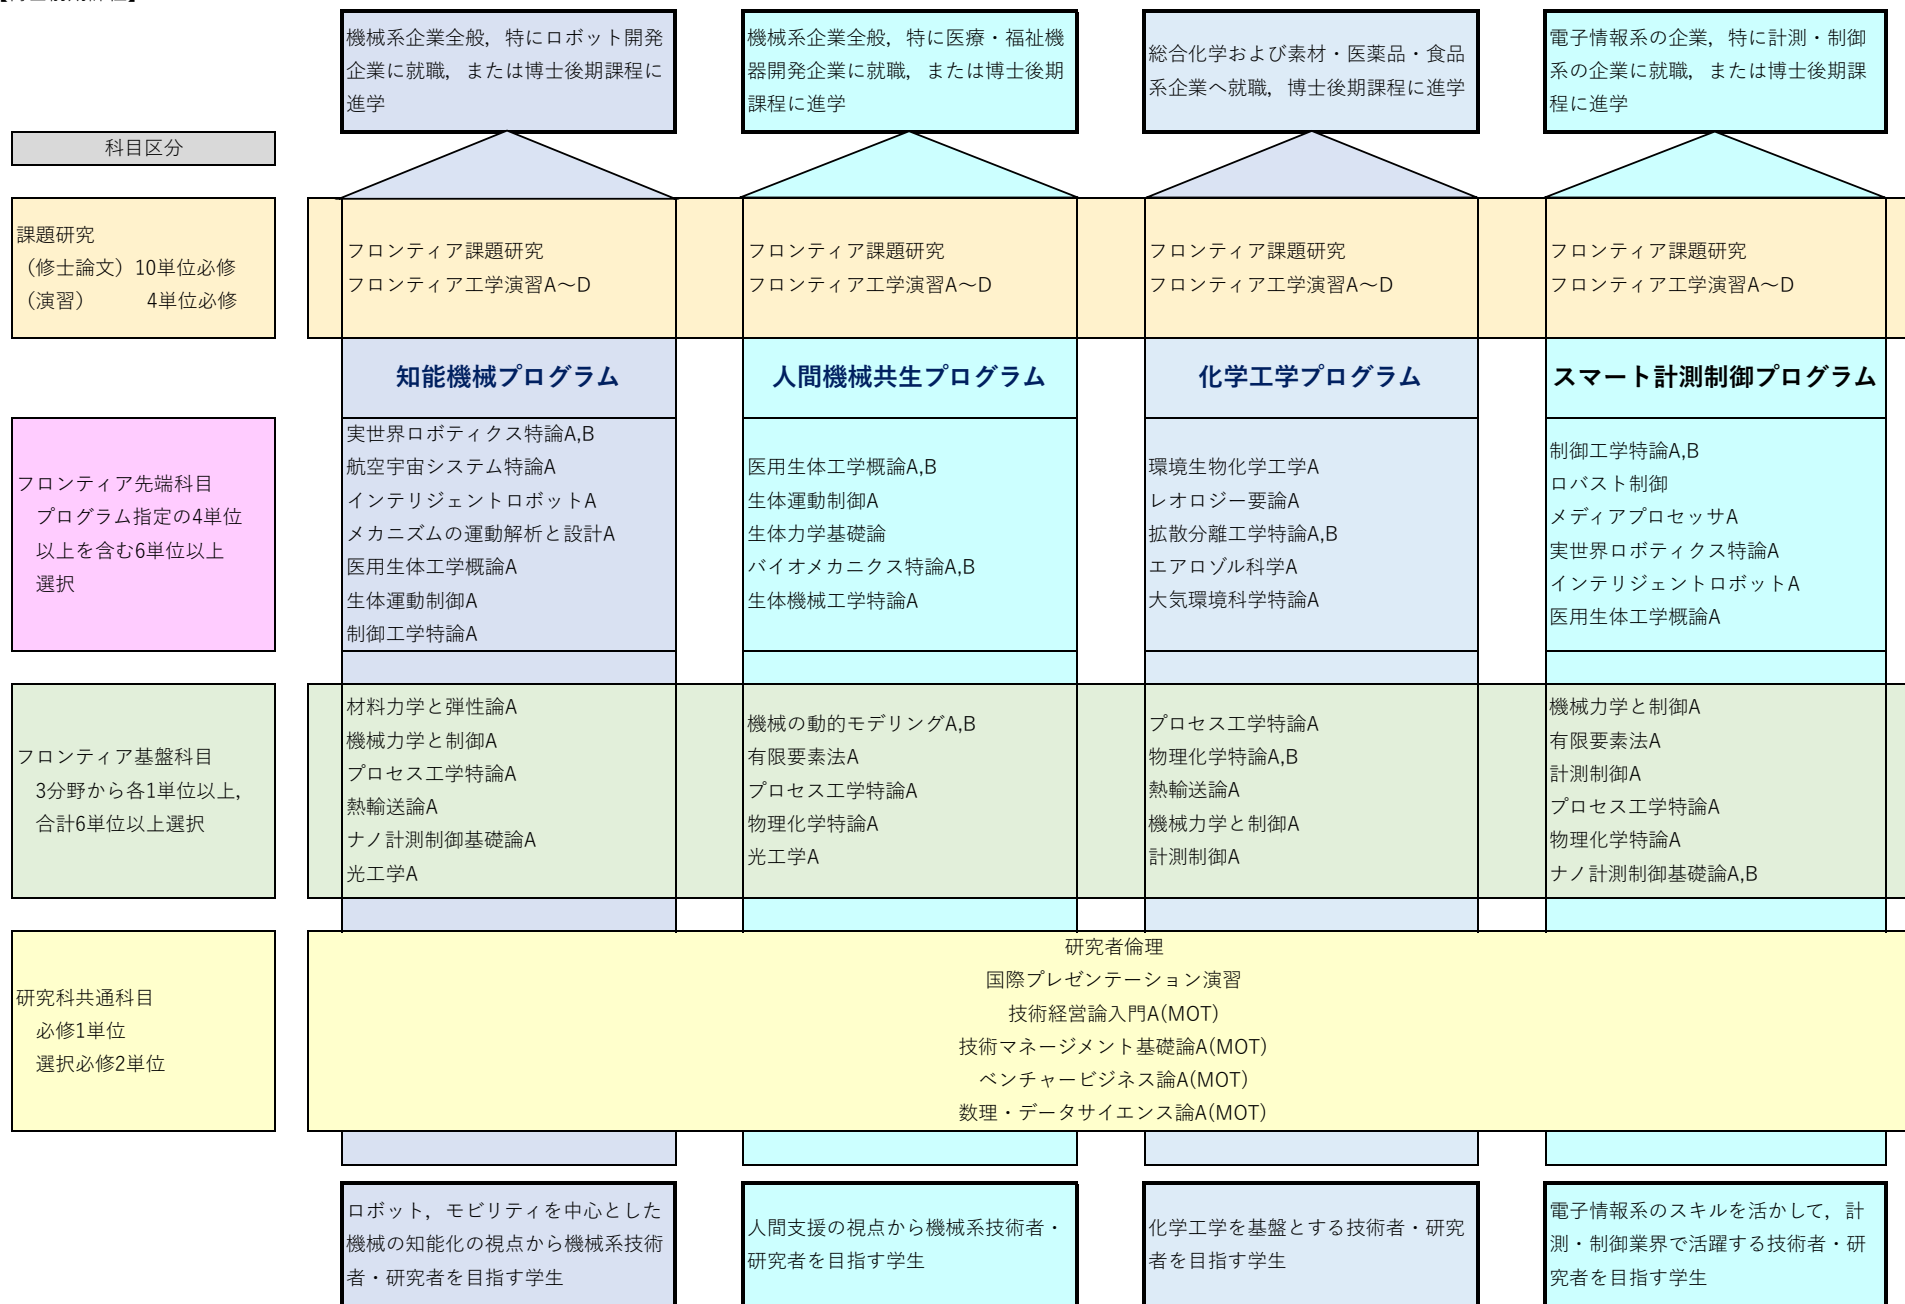 機械系企業全般，特にロボット開発
企業に就職，または博士後期課程に
進学
機械系企業全般，特に医療・福祉機
器開発企業に就職，または博士後期
課程に進学
総合化学および素材・医薬品・食品
系企業へ就職，博士後期課程に進学
電子情報系の企業，特に計測・制御
系の企業に就職，または博士後期課
程に進学
科目区分
課題研究
（修士論文）10単位必修
（演習）　　　4単位必修
フロンティア課題研究
フロンティア工学演習A～D
フロンティア課題研究
フロンティア工学演習A～D
フロンティア課題研究
フロンティア工学演習A～D
フロンティア課題研究
フロンティア工学演習A～D
知能機械プログラム
人間機械共生プログラム
化学工学プログラム
スマート計測制御プログラム
フロンティア先端科目
プログラム指定の4単位
以上を含む6単位以上
選択
実世界ロボティクス特論A,B
航空宇宙システム特論A
インテリジェントロボットA
メカニズムの運動解析と設計A
医用生体工学概論A
生体運動制御A
制御工学特論A
医用生体工学概論A,B
生体運動制御A
生体力学基礎論
バイオメカニクス特論A,B
生体機械工学特論A
環境生物化学工学A
レオロジー要論A
拡散分離工学特論A,B
エアロゾル科学A
大気環境科学特論A
制御工学特論A,B
ロバスト制御
メディアプロセッサA
実世界ロボティクス特論A
インテリジェントロボットA
医用生体工学概論A
フロンティア基盤科目
3分野から各1単位以上,
合計6単位以上選択
材料力学と弾性論A
機械力学と制御A
プロセス工学特論A
熱輸送論A
ナノ計測制御基礎論A
光工学A
機械の動的モデリングA,B
有限要素法A
プロセス工学特論A
物理化学特論A
光工学A
プロセス工学特論A
物理化学特論A,B
熱輸送論A
機械力学と制御A
計測制御A
機械力学と制御A
有限要素法A
計測制御A
プロセス工学特論A
物理化学特論A
ナノ計測制御基礎論A,B
研究科共通科目
必修1単位
選択必修2単位
研究者倫理
国際プレゼンテーション演習
技術経営論入門A(MOT)
技術マネージメント基礎論A(MOT)
ベンチャービジネス論A(MOT)
数理・データサイエンス論A(MOT)
ロボット，モビリティを中心とした
機械の知能化の視点から機械系技術
者・研究者を目指す学生
人間支援の視点から機械系技術者・
研究者を目指す学生
化学工学を基盤とする技術者・研究
者を目指す学生
電子情報系のスキルを活かして，計
測・制御業界で活躍する技術者・研
究者を目指す学生